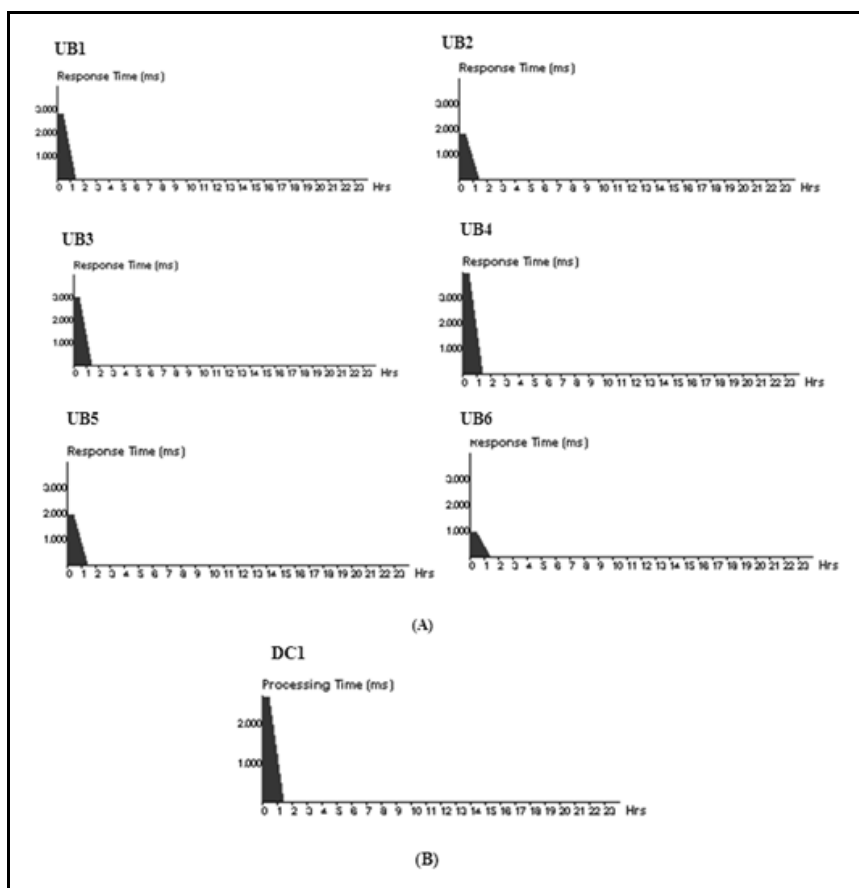 UB1
Response Time (ms)
3.000
2.000
1.000
0 1 2 3 4 5 6 7 8 9 10 11 12 13 14 15 16 17 18 19 20 21 22 23 Hrs
UB2
Response Time (ms)
3.000
2.000
1.000
0 1 2 3 4 5 6 7 8 9 10 11 12 13 14 15 16 17 18 19 20 21 22 23 Hrs
UB3
Response Time (ms)
3.000
2.000
1.000
0 1 2 3 4 5 6 7 8 9 10 11 12 13 14 15 16 17 18 19 20 21 22 23 Hrs
UB4
Response Time (ms)
3.000
2.000
1.000
0 1 2 3 4 5 6 7 8 9 10 11 12 13 14 15 16 17 18 19 20 21 22 23 Hrs
UB5
Response Time (ms)
3.000
2.000
1.000
0 1 2 3 4 5 6 7 8 9 10 11 12 13 14 15 16 17 18 19 20 21 22 23 Hrs
UB6
Response Time (ms)
3.000
2.000
1.000
0 1 2 3 4 5 6 7 8 9 10 11 12 13 14 15 16 17 18 19 20 21 22 23 Hrs
(A)
DC1
Processing Time (ms)
2.000
1.000
0 1 2 3 4 5 6 7 8 9 10 11 12 13 14 15 16 17 18 19 20 21 22 23 Hrs
(B)